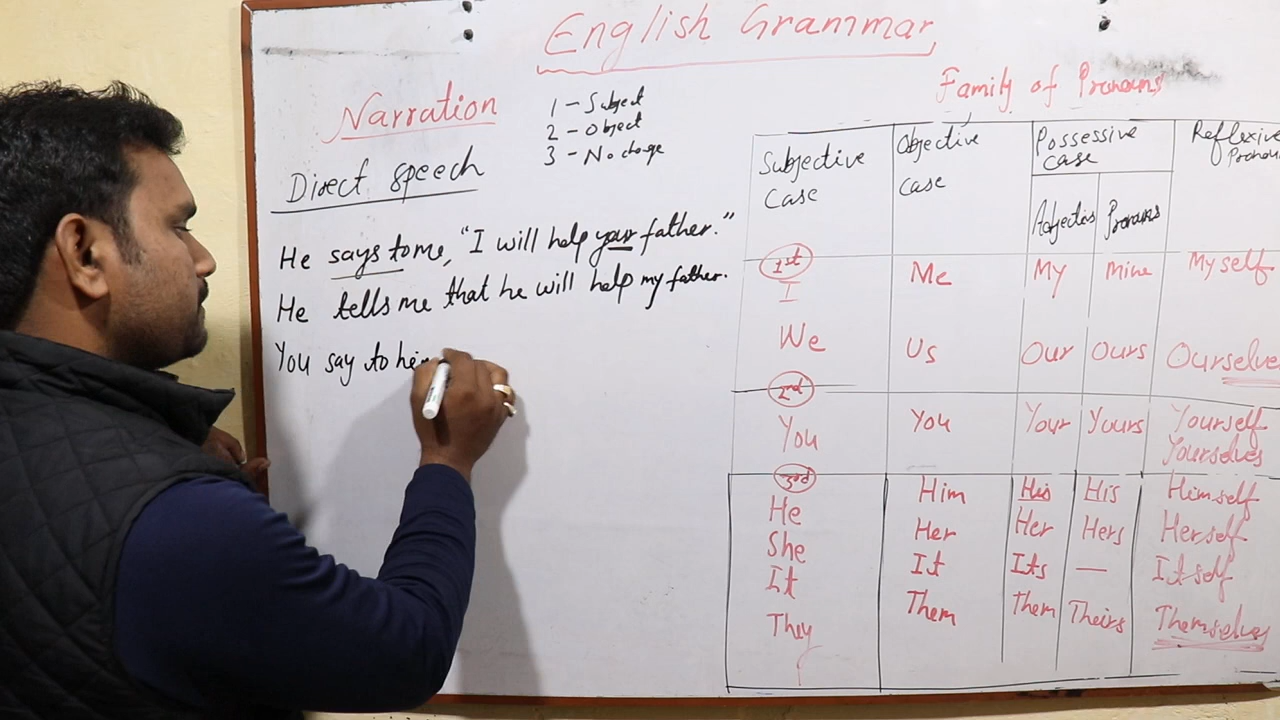 English Grammar
Narration
1 - Subject
2 - Object
3 - No change
Direct speech
He says to me, "I will help your father."
He tells me that he will help my father.
You say to him
Family of Pronouns
Subjective Case
Objective Case
Possessive Case
Reflexive
Adjectives Pronouns
1st
I Me My mine Myself
We Us Our Ours Ourselves
2nd
You You Your Yours Yourself
Yourselves
3rd
He Him His His Himself
She Her Her Hers Herself
It It Its — Itself
They Them Them Theirs Themselves